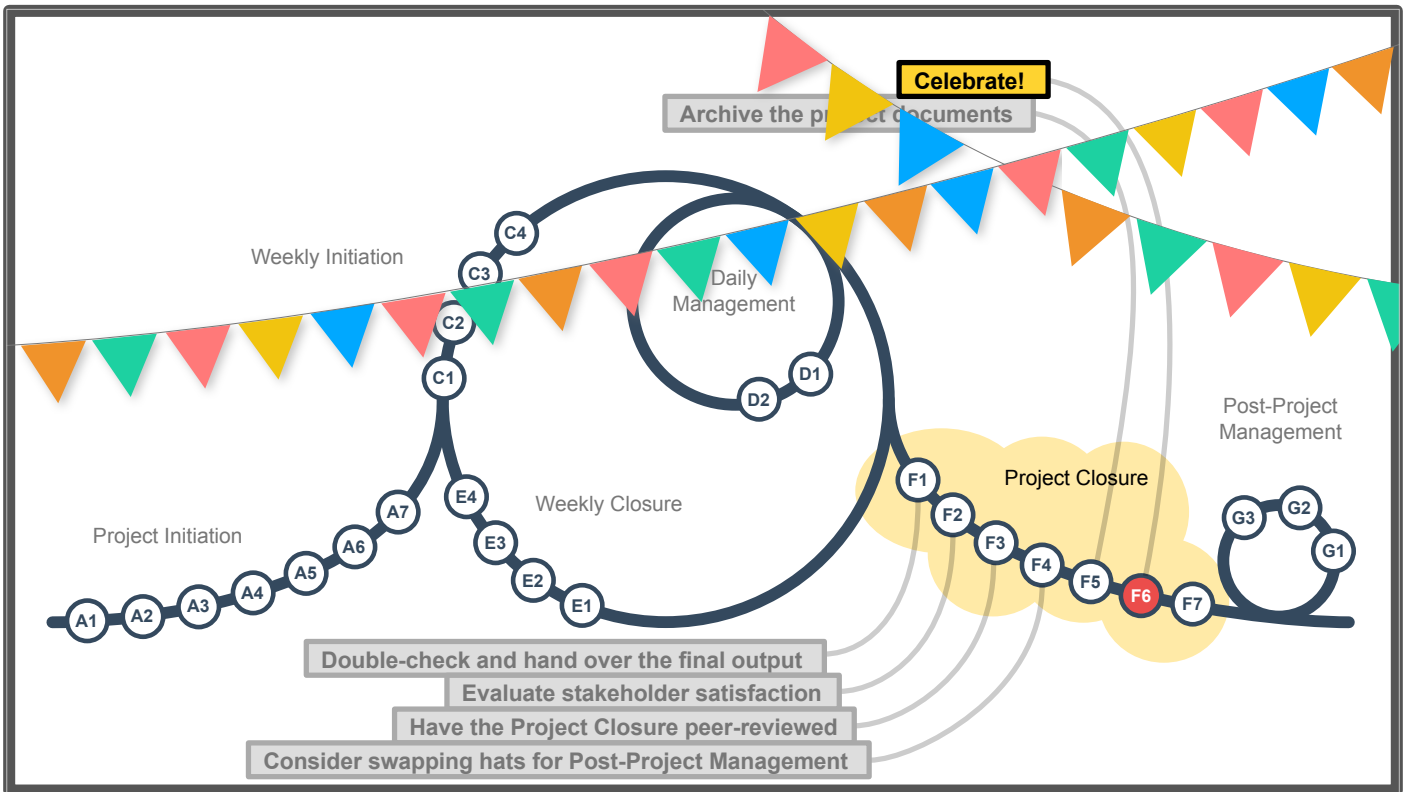 Celebrate!
Archive the project documents
Weekly Initiation
C4
C3
C2
C1
Daily
Management
D1
D2
Post-Project
Management
Project Closure
Weekly Closure
Project Initiation
A1
A2
A3
A4
A5
A6
A7
E4
E3
E2
E1
F1
F2
F3
F4
F5
F6
F7
G3
G2
G1
Double-check and hand over the final output
Evaluate stakeholder satisfaction
Have the Project Closure peer-reviewed
Consider swapping hats for Post-Project Management